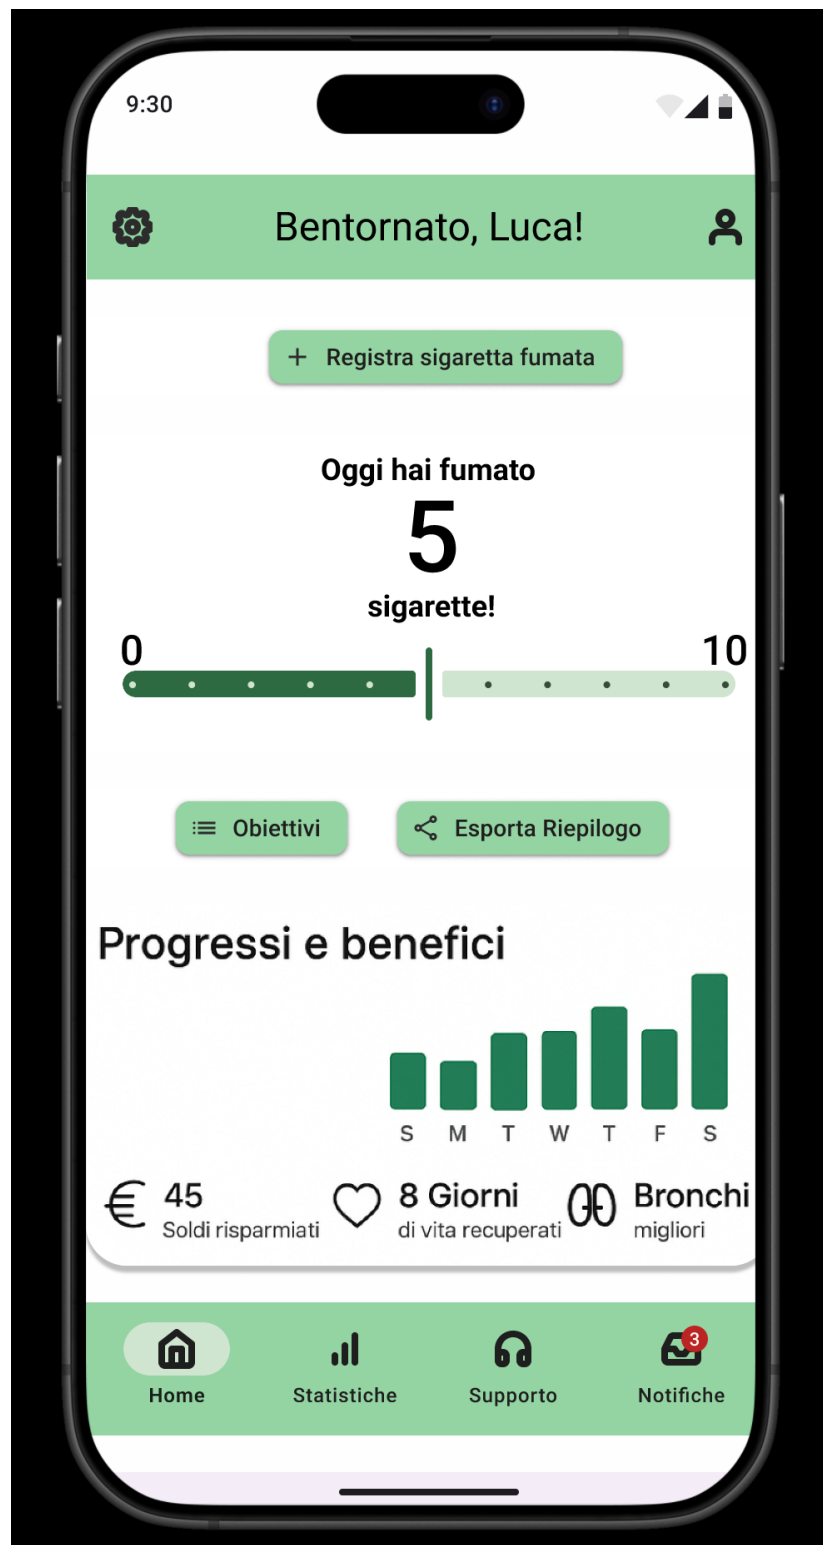 9:30
Bentornato, Luca!
+ Registra sigaretta fumata
Oggi hai fumato
5
sigarette!
0 10
Obiettivi Esporta Riepilogo
Progressi e benefici
S M T W T F S
€ 45 8 Giorni Bronchi
Soldi risparmiati di vita recuperati migliori
3
Home Statistiche Supporto Notifiche